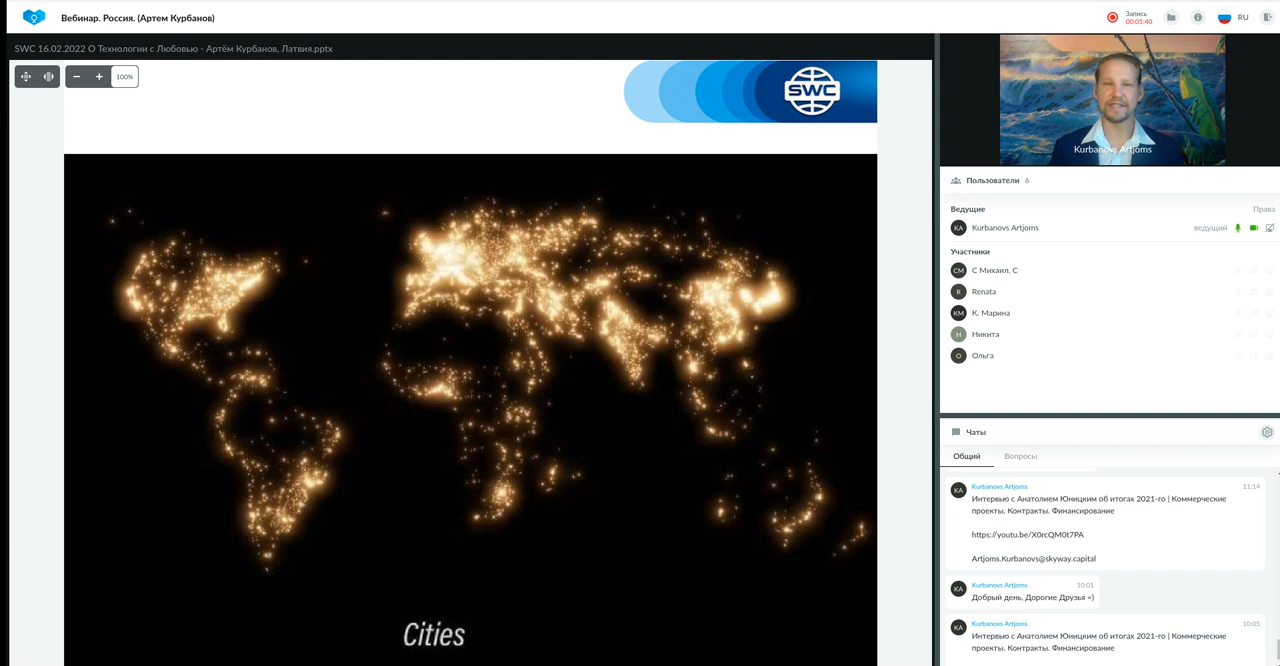 Вебинар. Россия. (Артем Курбанов)
Запись
00:05:40
RU
SWC 16.02.2022 О Технологии с Любовью - Артём Курбанов, Латвия.pptx
100%
SWC
Cities
Kurbanovs Artjoms
Пользователи 6
Ведущие Права
KA Kurbanovs Artjoms ведущий
Участники
СМ С Михаил. С
R Renata
КМ К. Марина
Н Никита
О Ольга
Чаты
Общий Вопросы
KA Kurbanovs Artjoms 11:14
Интервью с Анатолием Юницким об итогах 2021-го | Коммерческие
проекты. Контракты. Финансирование
https://youtu.be/X0rcQM0t7PA
Artjoms.Kurbanovs@skyway.capital
KA Kurbanovs Artjoms 10:01
Добрый день, Дорогие Друзья =)
KA Kurbanovs Artjoms 10:05
Интервью с Анатолием Юницким об итогах 2021-го | Коммерческие
проекты. Контракты. Финансирование